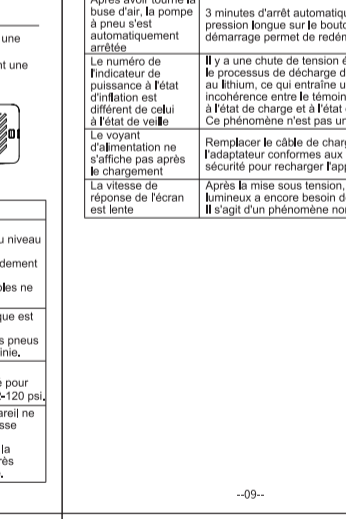 une
nt une
u niveau
dement
ples ne
que est
s pneus
inie.
e pour
2-120 psi.
areil ne
sse
la
rès
Après avoir tourné la
buse d'air, la pompe
à pneu s'est
automatiquement
arrêtée
3 minutes d'arrêt automatiqu
pression longue sur le bouto
démarrage permet de redém
Le numéro de
l'indicateur de
puissance à l'état
d'inflation est
différent de celui
à l'état de veille
Il y a une chute de tension é
le processus de décharge d
au lithium, ce qui entraîne u
incohérence entre le témoin
à l'état de charge et à l'état
Ce phénomène n'est pas un
Le voyant
d'alimentation ne
s'affiche pas après
le chargement
Remplacer le câble de charg
l'adaptateur conformes aux
sécurité pour recharger l'app
La vitesse de
réponse de l'écran
est lente
Après la mise sous tension,
lumineux a encore besoin d
Il s'agit d'un phénomène no
--09--